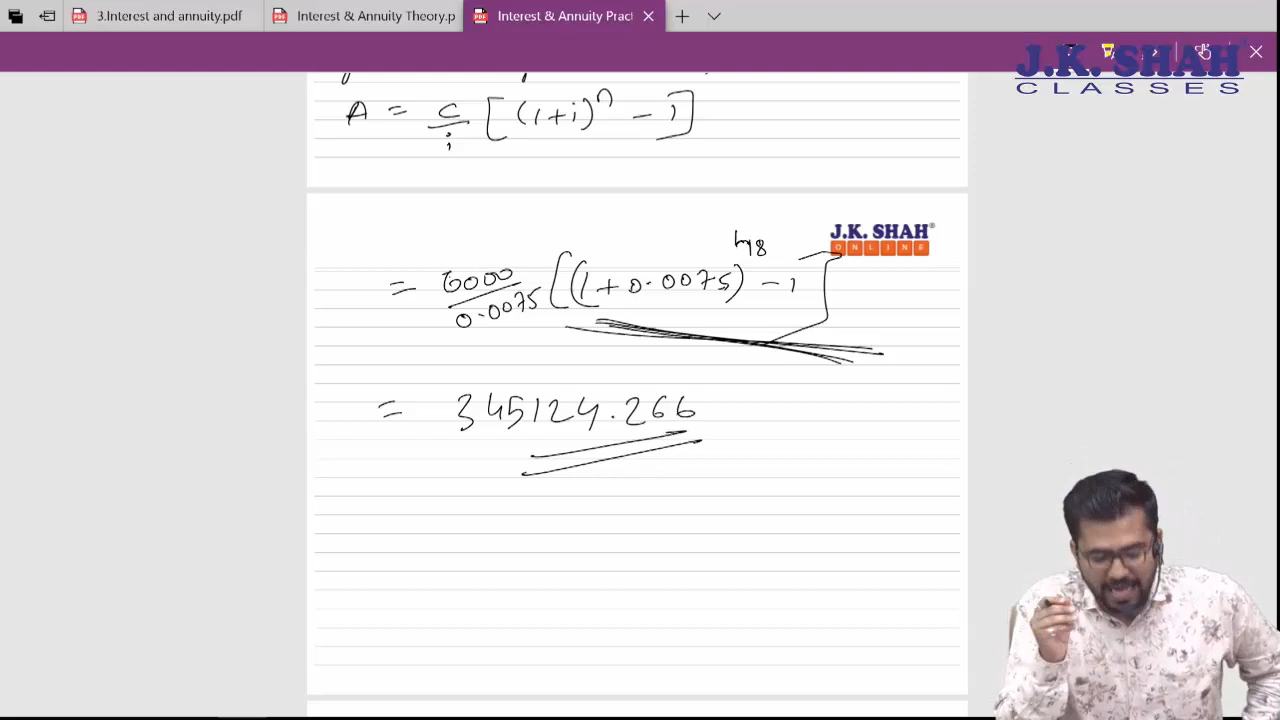 3.Interest and annuity.pdf
Interest & Annuity Theory.p
Interest & Annuity Pract
J.K. SHAH
CLASSES
A = C/i [(1+i)^n - 1]
J.K. SHAH®
ONLINE
= 6000/0.0075 [(1+0.0075)^48 - 1]
= 345124.266